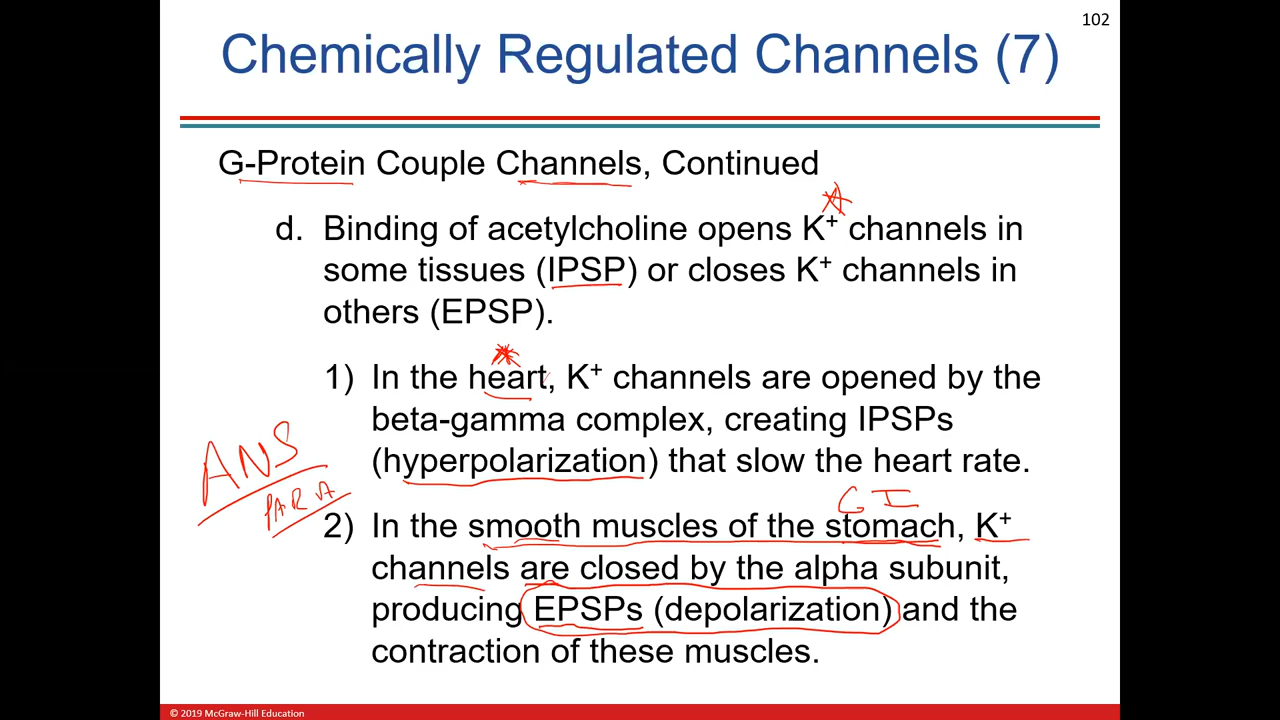 102
Chemically Regulated Channels (7)
G-Protein Couple Channels, Continued
d. Binding of acetylcholine opens K⁺ channels in
some tissues (IPSP) or closes K⁺ channels in
others (EPSP).
1) In the heart, K⁺ channels are opened by the
beta-gamma complex, creating IPSPs
(hyperpolarization) that slow the heart rate.
ANS
PARA
GI
2) In the smooth muscles of the stomach, K⁺
channels are closed by the alpha subunit,
producing EPSPs (depolarization) and the
contraction of these muscles.
© 2019 McGraw-Hill Education